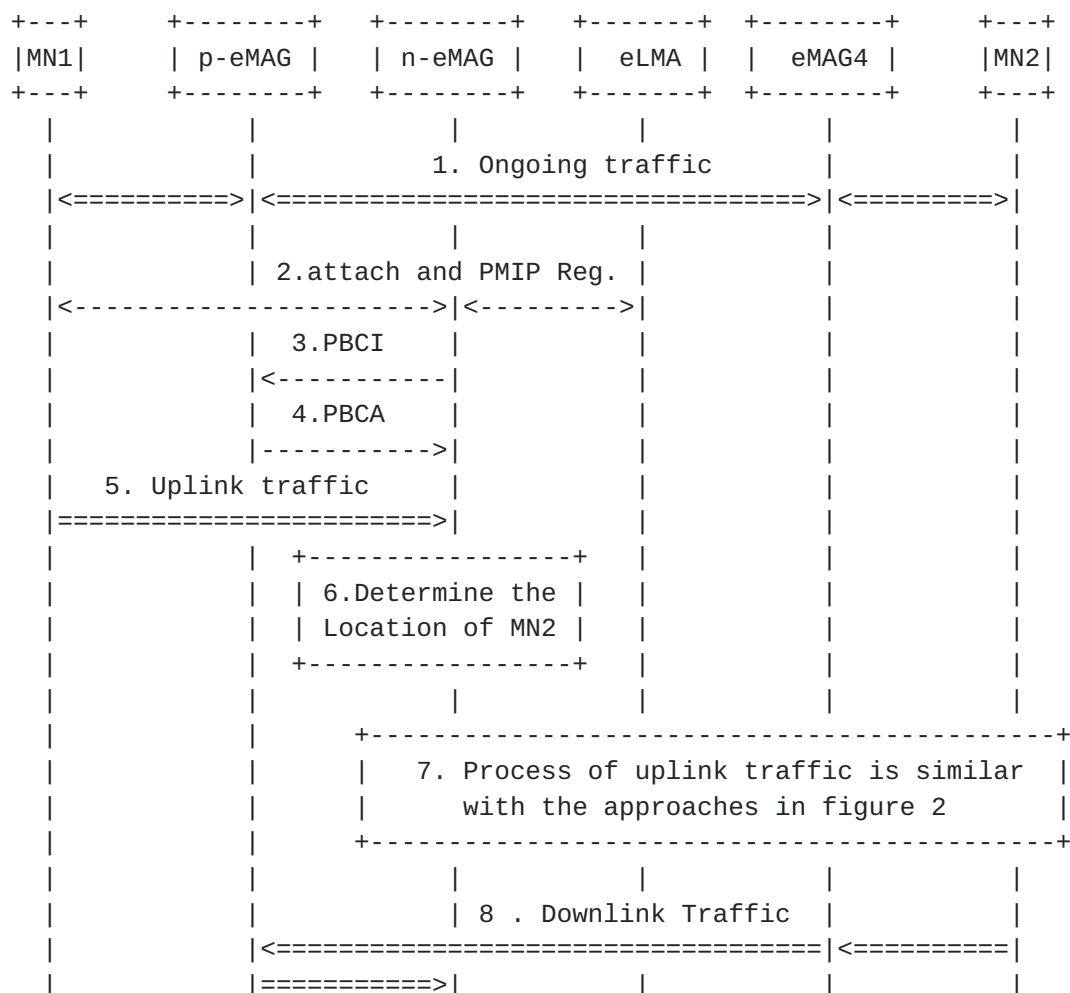 +---+     +--------+   +--------+   +-------+  +--------+     +---+
|MN1|     | p-eMAG |   | n-eMAG |   |  eLMA |  |  eMAG4 |     |MN2|
+---+     +--------+   +--------+   +-------+  +--------+     +---+
  |            |            |           |           |           |
  |            |           1. Ongoing traffic       |           |
  |<==========>|<==================================>|<=========>|
  |            |            |           |           |           |
  |            | 2.attach and PMIP Reg. |           |           |
  |<----------------------->|<--------->|           |           |
  |            |  3.PBCI    |           |           |           |
  |            |<-----------|           |           |           |
  |            |  4.PBCA    |           |           |           |
  |            |----------->|           |           |           |
  |   5. Uplink traffic     |           |           |           |
  |========================>|           |           |           |
  |            |  +-----------------+   |           |           |
  |            |  | 6.Determine the |   |           |           |
  |            |  | Location of MN2 |   |           |           |
  |            |  +-----------------+   |           |           |
  |            |            |           |           |           |
  |            |      +--------------------------------------------+
  |            |      |   7. Process of uplink traffic is similar  |
  |            |      |      with the approaches in figure 2       |
  |            |      +--------------------------------------------+
  |            |            |           |           |           |
  |            |            | 8 . Downlink Traffic  |           |
  |            |<===================================|<==========|
  |            |===========>|           |           |           |